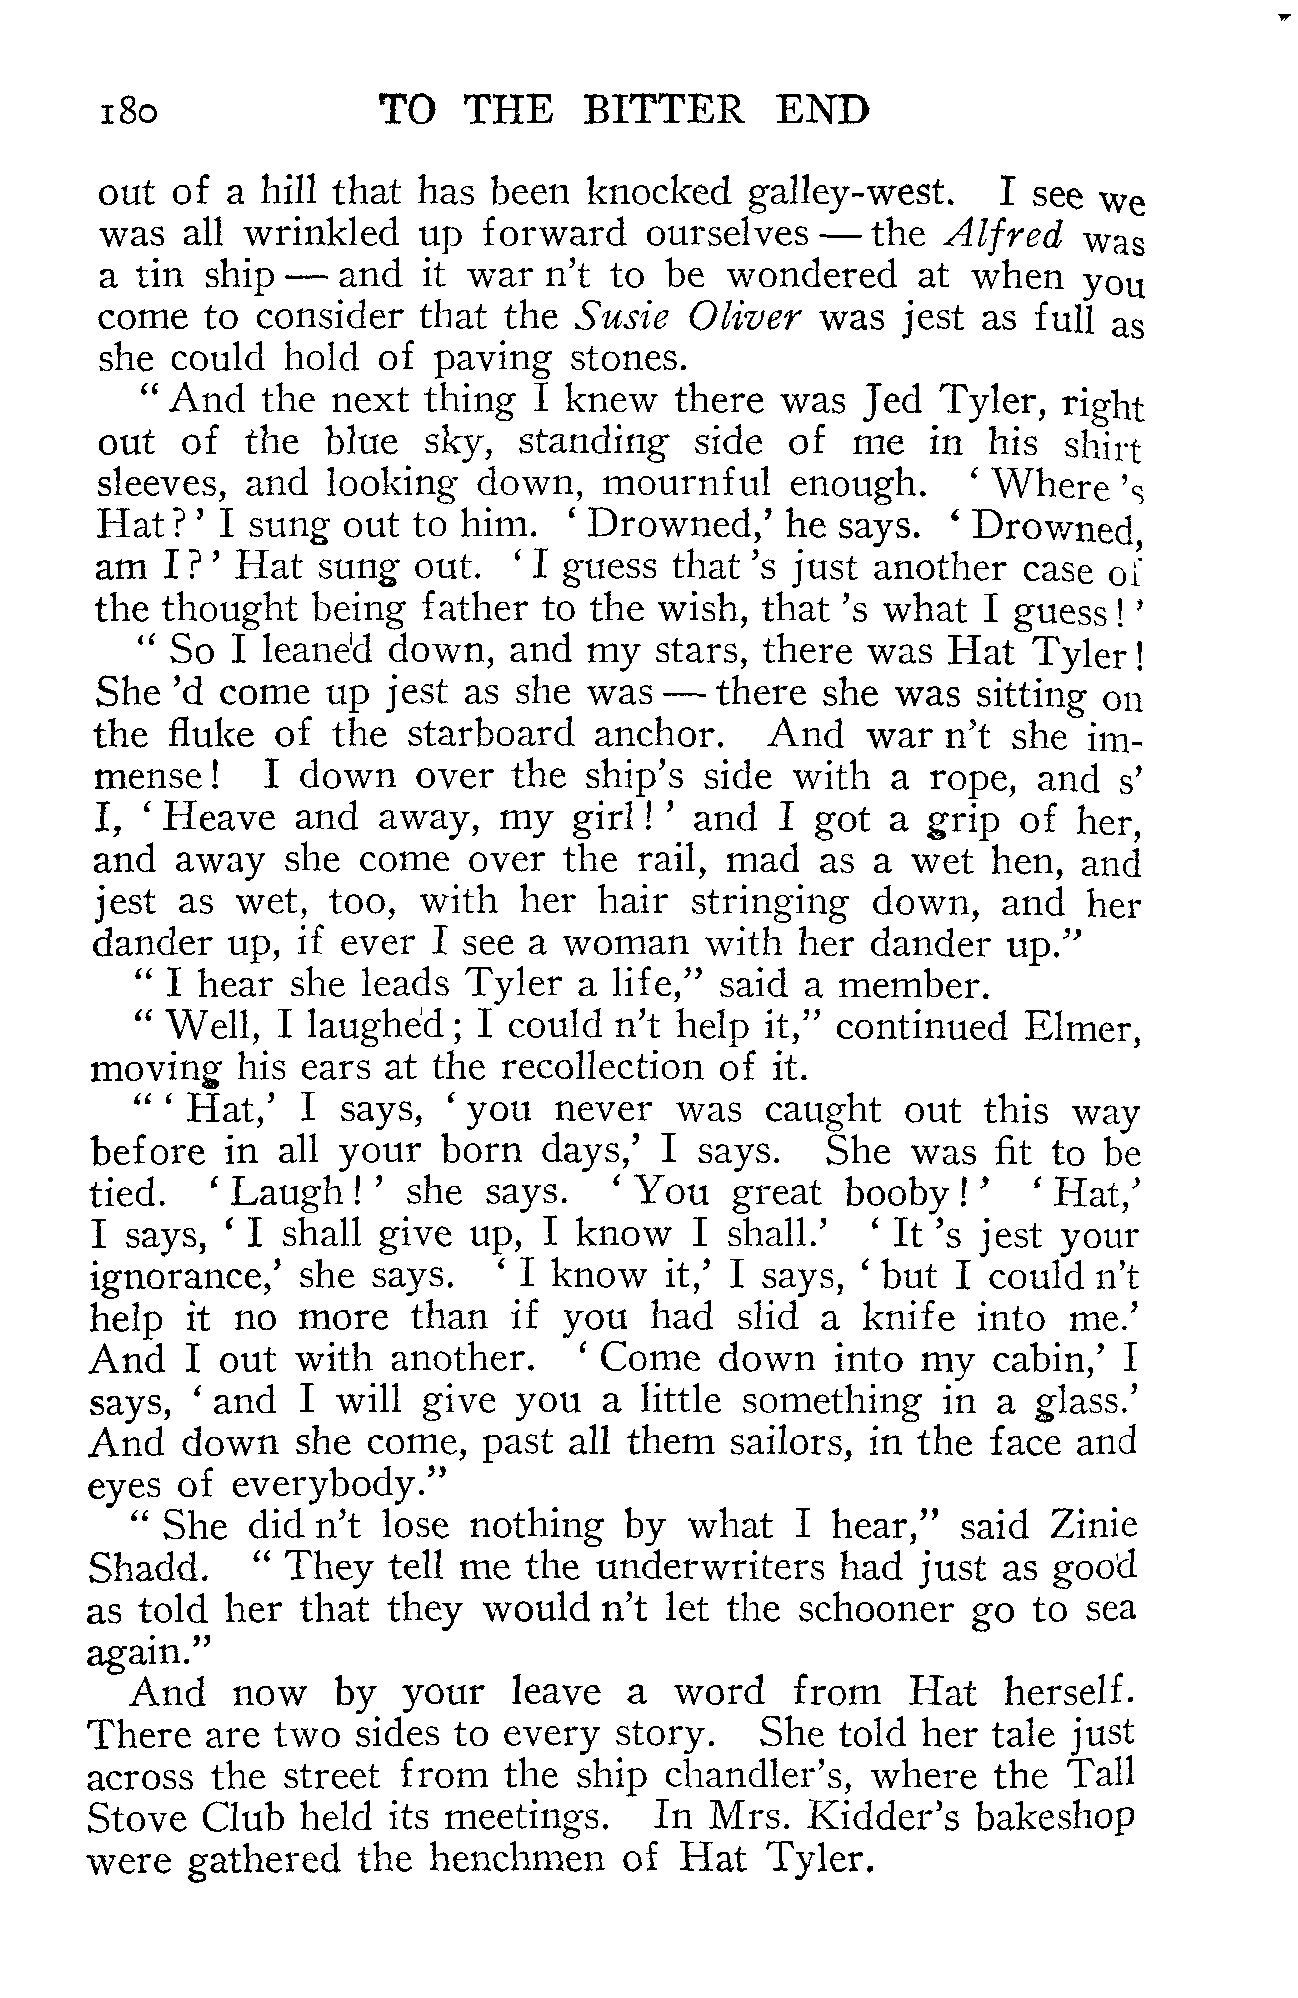 180 TO THE BITTER END
out of a hill that has been knocked galley-west. I see we
was all wrinkled up forward ourselves — the Alfred was
a tin ship — and it war n't to be wondered at when you
come to consider that the Susie Oliver was jest as full as
she could hold of paving stones.
" And the next thing I knew there was Jed Tyler, right
out of the blue sky, standing side of me in his shirt
sleeves, and looking down, mournful enough. ' Where 's
Hat? ' I sung out to him. ' Drowned,' he says. ' Drowned,
am I? ' Hat sung out. ' I guess that 's just another case of
the thought being father to the wish, that 's what I guess! '
" So I leaned down, and my stars, there was Hat Tyler!
She 'd come up jest as she was — there she was sitting on
the fluke of the starboard anchor. And war n't she im-
mense! I down over the ship's side with a rope, and s'
I, ' Heave and away, my girl! ' and I got a grip of her,
and away she come over the rail, mad as a wet hen, and
jest as wet, too, with her hair stringing down, and her
dander up, if ever I see a woman with her dander up."
" I hear she leads Tyler a life," said a member.
" Well, I laughed; I could n't help it," continued Elmer,
moving his ears at the recollection of it.
" ' Hat,' I says, ' you never was caught out this way
before in all your born days,' I says. She was fit to be
tied. ' Laugh! ' she says. ' You great booby! ' ' Hat,'
I says, ' I shall give up, I know I shall.' ' It 's jest your
ignorance,' she says. ' I know it,' I says, ' but I could n't
help it no more than if you had slid a knife into me.'
And I out with another. ' Come down into my cabin,' I
says, ' and I will give you a little something in a glass.'
And down she come, past all them sailors, in the face and
eyes of everybody."
" She did n't lose nothing by what I hear," said Zinie
Shadd. " They tell me the underwriters had just as good
as told her that they would n't let the schooner go to sea
again."
And now by your leave a word from Hat herself.
There are two sides to every story. She told her tale just
across the street from the ship chandler's, where the Tall
Stove Club held its meetings. In Mrs. Kidder's bakeshop
were gathered the henchmen of Hat Tyler.